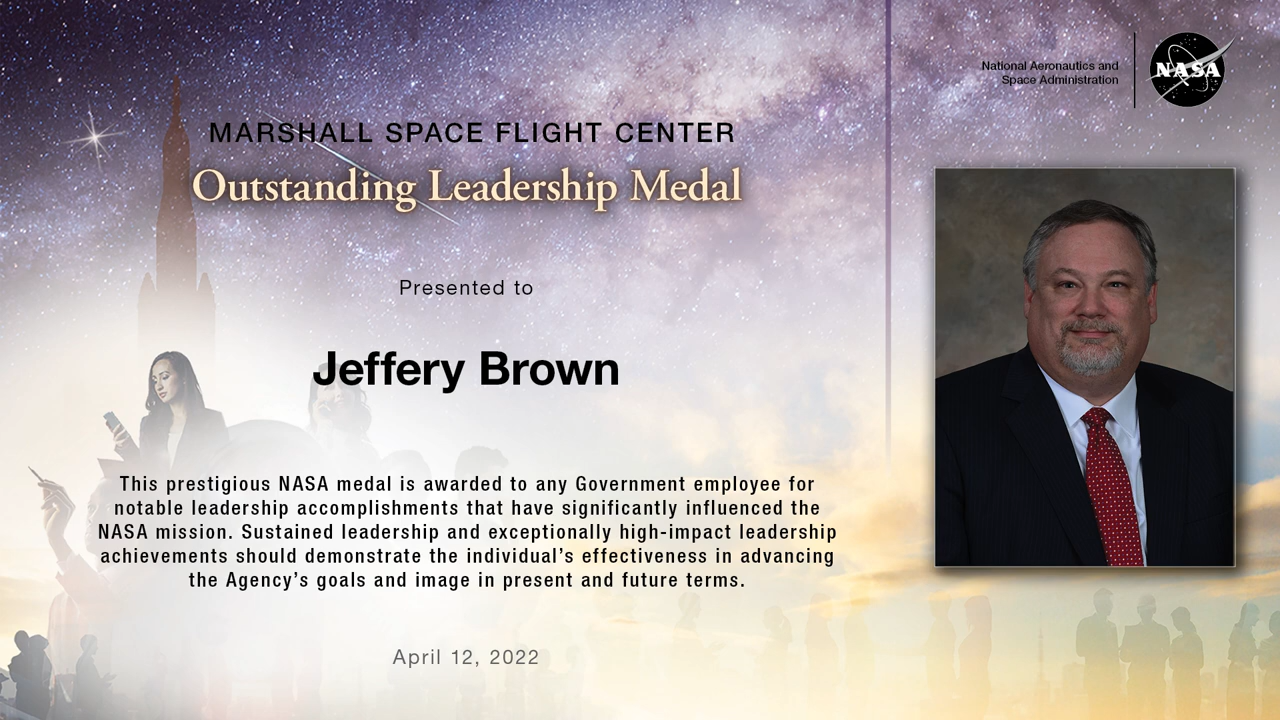 National Aeronautics and
Space Administration
NASA
MARSHALL SPACE FLIGHT CENTER
Outstanding Leadership Medal
Presented to
Jeffery Brown
This prestigious NASA medal is awarded to any Government employee for
notable leadership accomplishments that have significantly influenced the
NASA mission. Sustained leadership and exceptionally high-impact leadership
achievements should demonstrate the individual’s effectiveness in advancing
the Agency’s goals and image in present and future terms.
April 12, 2022